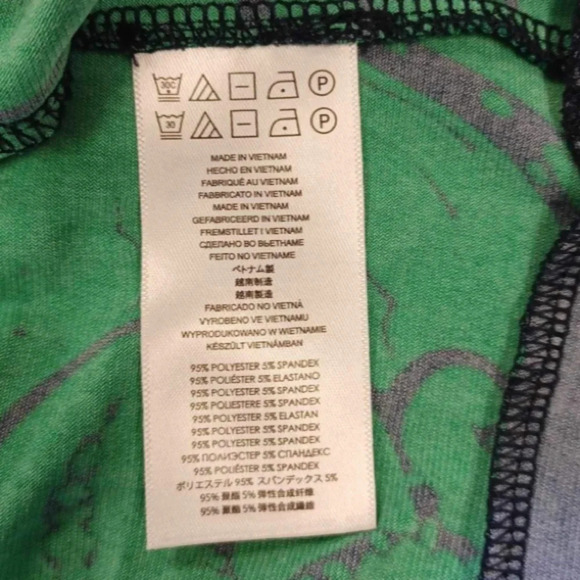 30C P
30 P
MADE IN VIETNAM
HECHO EN VIETNAM
FABRIQUÉ AU VIETNAM
FABBRICATO IN VIETNAM
MADE IN VIETNAM
GEFABRICEERD IN VIETNAM
FREMSTILLET I VIETNAM
СДЕЛАНО ВО ВЬЕТНАМЕ
FEITO NO VIETNAME
ベトナム製
越南制造
越南製造
FABRICADO NO VIETNÃ
VYROBENO VE VIETNAMU
WYPRODUKOWANO W WIETNAMIE
KÉSZÜLT VIETNÁMBAN
95% POLYESTER 5% SPANDEX
95% POLIÉSTER 5% ELASTANO
95% POLYESTER 5% SPANDEX
95% POLIESTERE 5% SPANDEX
95% POLYESTER 5% ELASTAN
95% POLYESTER 5% SPANDEX
95% POLYESTER 5% SPANDEX
95% ПОЛИЭСТЕР 5% СПАНДЕКС
95% POLIÉSTER 5% SPANDEX
ポリエステル 95% スパンデックス 5%
95% 聚酯 5% 弹性合成纤维
95% 聚酯 5% 彈性合成纖維